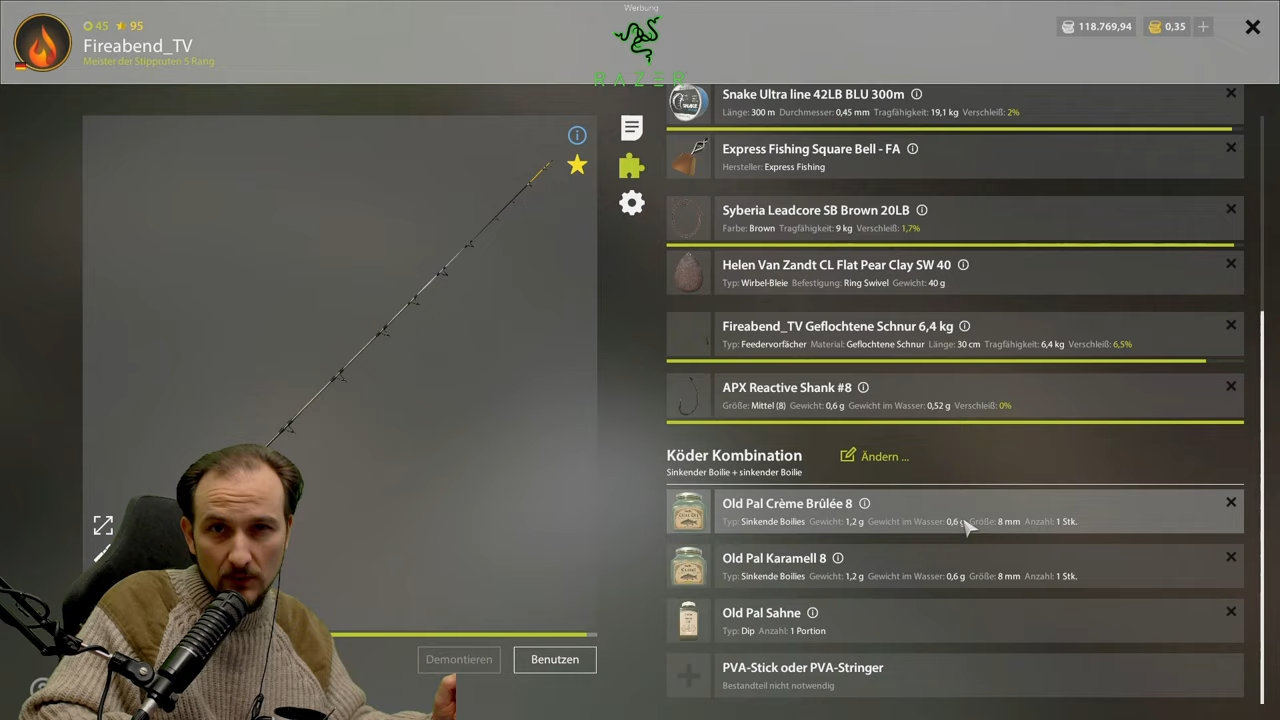 45 95
Fireabend_TV
Meister der Stippruten 5 Rang
Werbung
RAZER
118.769,94
0,35
Snake Ultra line 42LB BLU 300m
Länge: 300 m Durchmesser: 0,45 mm Tragfähigkeit: 19,1 kg Verschleiß: 2%
Express Fishing Square Bell - FA
Hersteller: Express Fishing
Syberia Leadcore SB Brown 20LB
Farbe: Brown Tragfähigkeit: 9 kg Verschleiß: 1,7%
Helen Van Zandt CL Flat Pear Clay SW 40
Typ: Wirbel-Bleie Befestigung: Ring Swivel Gewicht: 40 g
Fireabend_TV Geflochtene Schnur 6,4 kg
Typ: Feedervorfächer Material: Geflochtene Schnur Länge: 30 cm Tragfähigkeit: 6,4 kg Verschleiß: 6,5%
APX Reactive Shank #8
Größe: Mittel (8) Gewicht: 0,6 g Gewicht im Wasser: 0,52 g Verschleiß: 0%
Köder Kombination
Ändern ...
Sinkender Boilie + sinkender Boilie
Old Pal Crème Brûlée 8
Typ: Sinkende Boilies Gewicht: 1,2 g Gewicht im Wasser: 0,6 g Größe: 8 mm Anzahl: 1 Stk.
Old Pal Karamell 8
Typ: Sinkende Boilies Gewicht: 1,2 g Gewicht im Wasser: 0,6 g Größe: 8 mm Anzahl: 1 Stk.
Old Pal Sahne
Typ: Dip Anzahl: 1 Portion
PVA-Stick oder PVA-Stringer
Bestandteil nicht notwendig
Demontieren
Benutzen